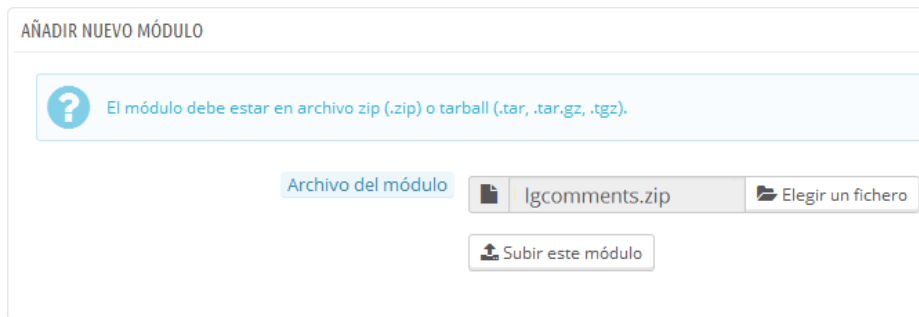 AÑADIR NUEVO MÓDULO
El módulo debe estar en archivo zip (.zip) o tarball (.tar, .tar.gz, .tgz).
Archivo del módulo lgcomments.zip Elegir un fichero
Subir este módulo